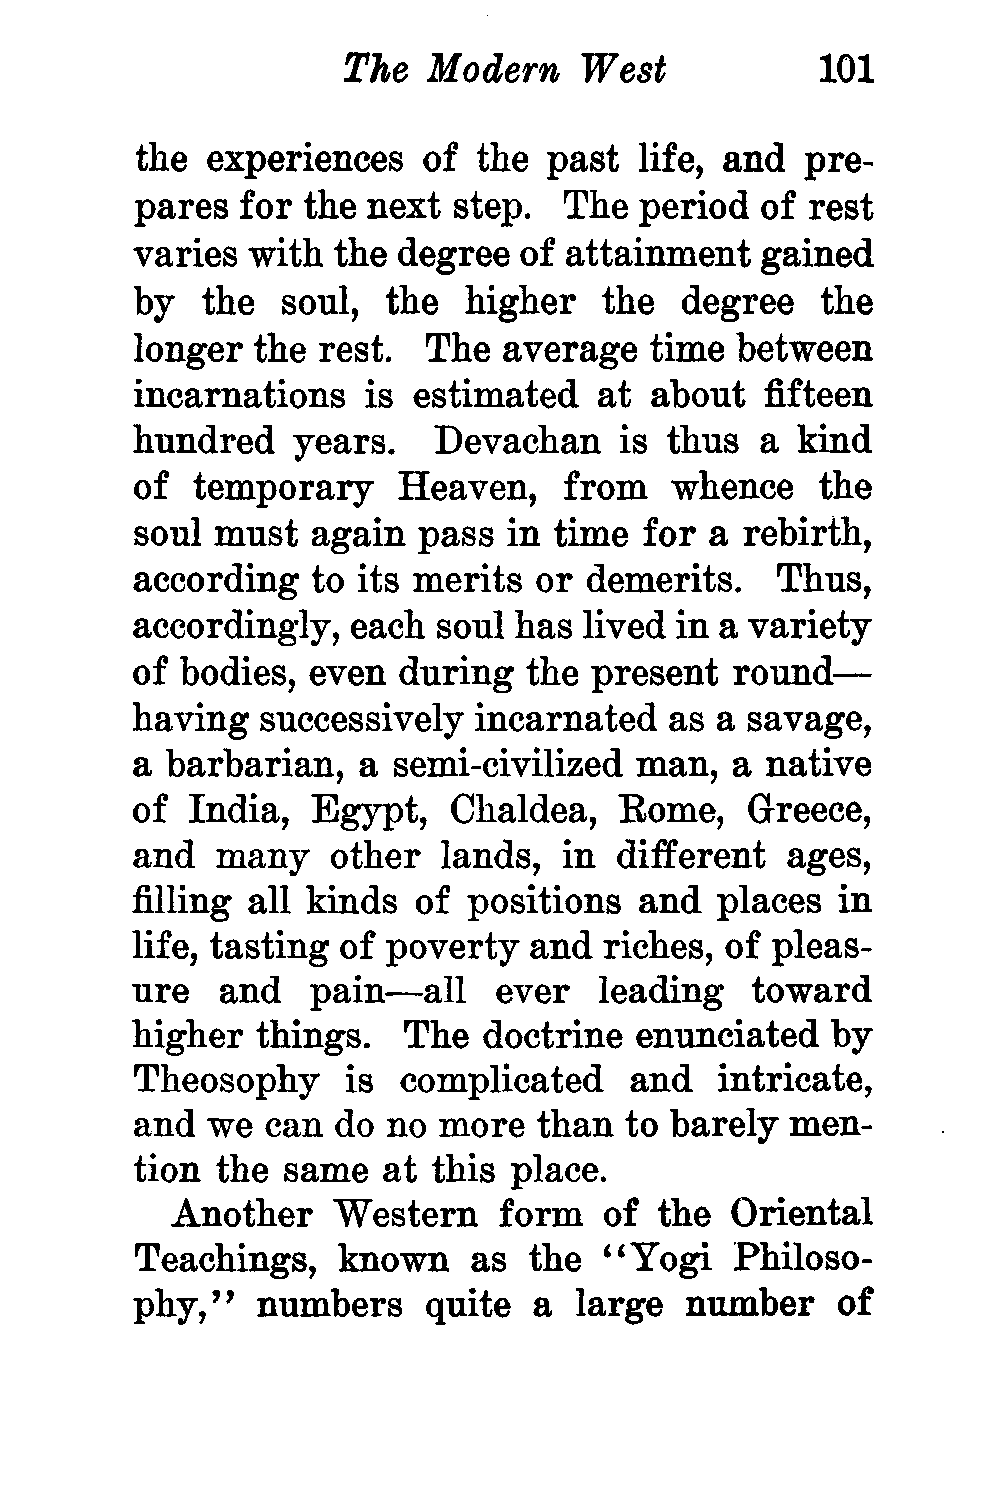 The Modern West 101
the experiences of the past life, and pre-
pares for the next step. The period of rest
varies with the degree of attainment gained
by the soul, the higher the degree the
longer the rest. The average time between
incarnations is estimated at about fifteen
hundred years. Devachan is thus a kind
of temporary Heaven, from whence the
soul must again pass in time for a rebirth,
according to its merits or demerits. Thus,
accordingly, each soul has lived in a variety
of bodies, even during the present round—
having successively incarnated as a savage,
a barbarian, a semi-civilized man, a native
of India, Egypt, Chaldea, Rome, Greece,
and many other lands, in different ages,
filling all kinds of positions and places in
life, tasting of poverty and riches, of pleas-
ure and pain—all ever leading toward
higher things. The doctrine enunciated by
Theosophy is complicated and intricate,
and we can do no more than to barely men-
tion the same at this place.
Another Western form of the Oriental
Teachings, known as the "Yogi Philoso-
phy," numbers quite a large number of